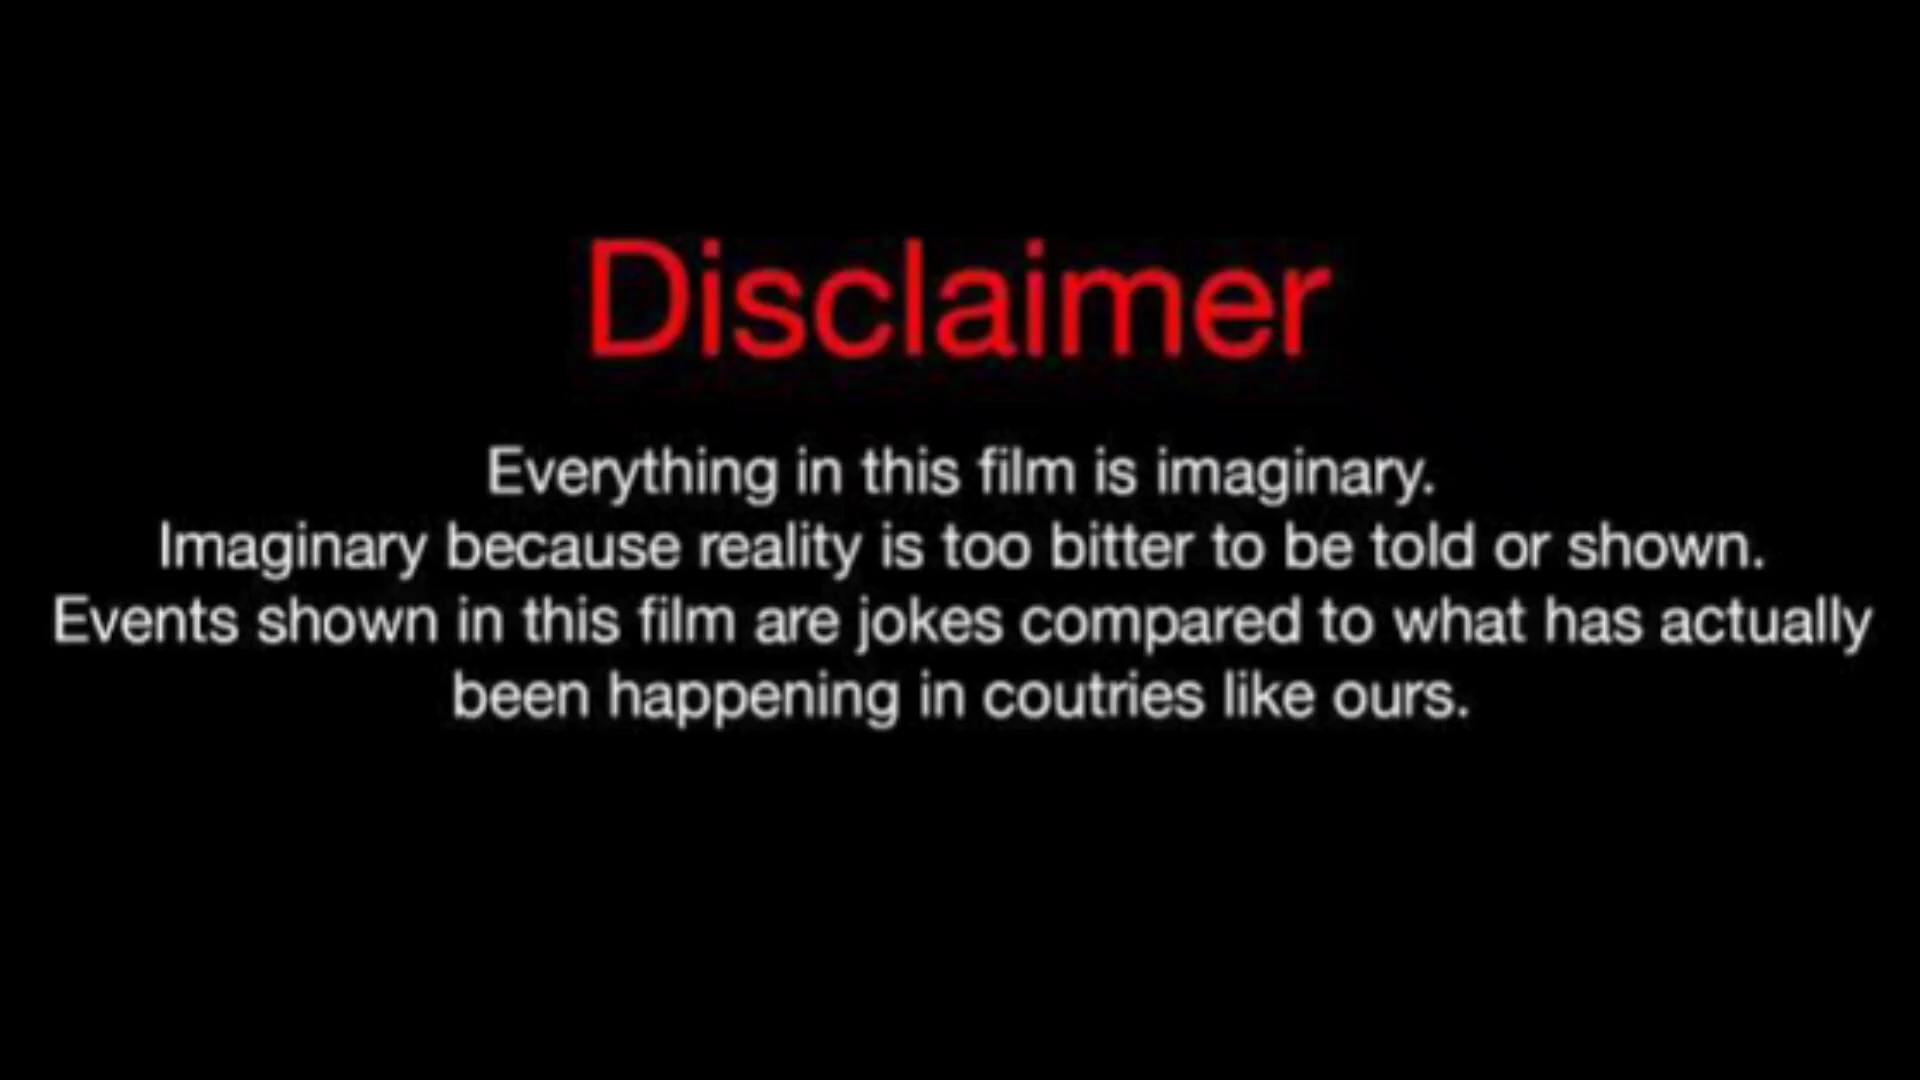 Disclaimer
Everything in this film is imaginary.
Imaginary because reality is too bitter to be told or shown.
Events shown in this film are jokes compared to what has actually
been happening in coutries like ours.